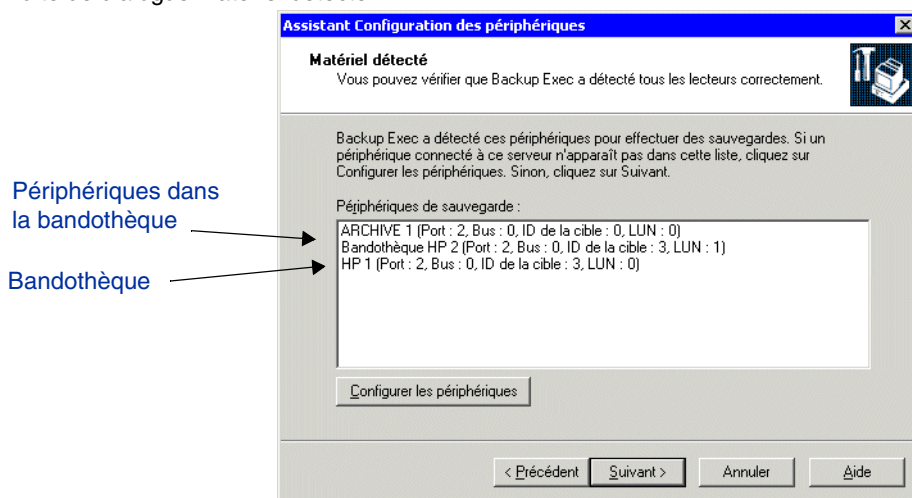 Assistant Configuration des périphériques
Matériel détecté
Vous pouvez vérifier que Backup Exec a détecté tous les lecteurs correctement.
Backup Exec a détecté ces périphériques pour effectuer des sauvegardes. Si un
périphérique connecté à ce serveur n'apparaît pas dans cette liste, cliquez sur
Configurer les périphériques. Sinon, cliquez sur Suivant.
Périphériques dans
la bandothèque
Périphériques de sauvegarde :
ARCHIVE 1 (Port : 2, Bus : 0, ID de la cible : 0, LUN : 0)
Bandothèque HP 2 (Port : 2, Bus : 0, ID de la cible : 3, LUN : 1)
HP 1 (Port : 2, Bus : 0, ID de la cible : 3, LUN : 0)
Bandothèque
Configurer les périphériques
< Précédent
Suivant >
Annuler
Aide